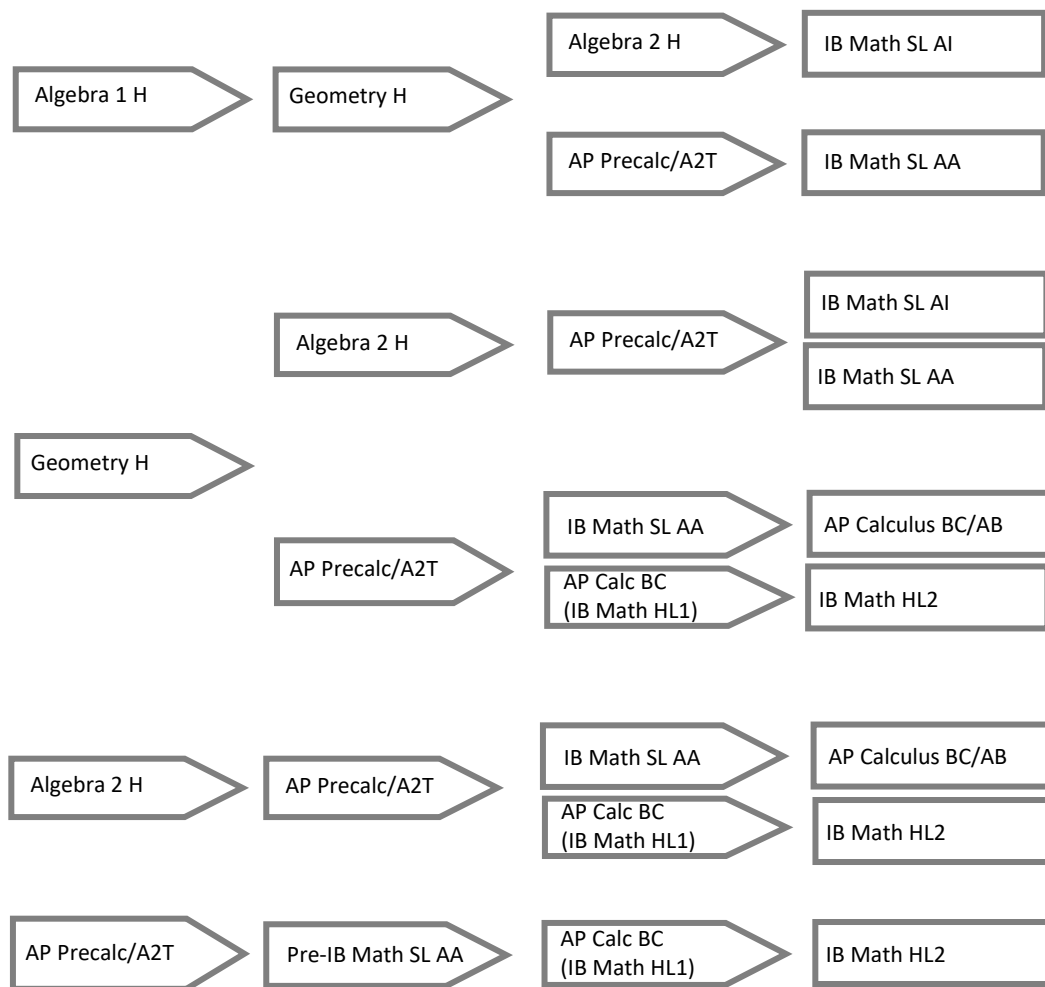 Algebra 1 H
Geometry H
Algebra 2 H
IB Math SL AI
AP Precalc/A2T
IB Math SL AA
Geometry H
Algebra 2 H
AP Precalc/A2T
IB Math SL AI
IB Math SL AA
AP Precalc/A2T
IB Math SL AA
AP Calculus BC/AB
AP Calc BC
(IB Math HL1)
IB Math HL2
Algebra 2 H
AP Precalc/A2T
IB Math SL AA
AP Calculus BC/AB
AP Calc BC
(IB Math HL1)
IB Math HL2
AP Precalc/A2T
Pre-IB Math SL AA
AP Calc BC
(IB Math HL1)
IB Math HL2